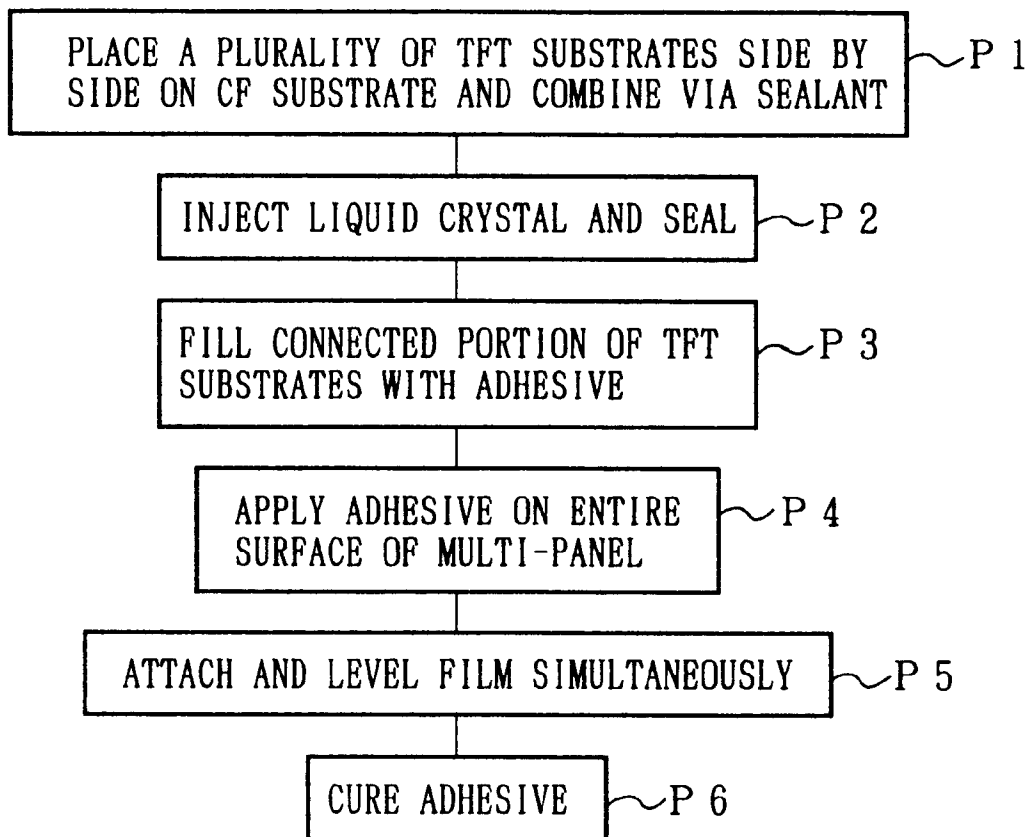 PLACE A PLURALITY OF TFT SUBSTRATES SIDE BY
SIDE ON CF SUBSTRATE AND COMBINE VIA SEALANT
P 1
INJECT LIQUID CRYSTAL AND SEAL
P 2
FILL CONNECTED PORTION OF TFT
SUBSTRATES WITH ADHESIVE
P 3
APPLY ADHESIVE ON ENTIRE
SURFACE OF MULTI-PANEL
P 4
ATTACH AND LEVEL FILM SIMULTANEOUSLY
P 5
CURE ADHESIVE
P 6